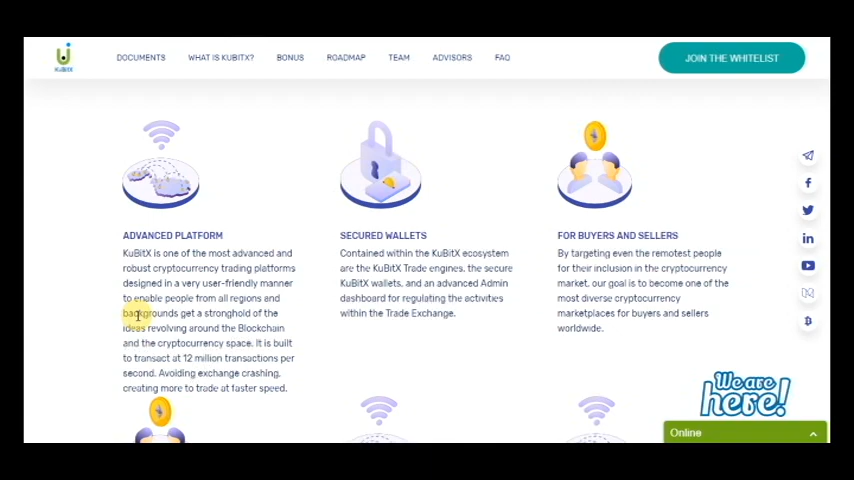 KUBITX
DOCUMENTS
WHAT IS KUBITX?
BONUS
ROADMAP
TEAM
ADVISORS
FAQ
JOIN THE WHITELIST
ADVANCED PLATFORM
KuBitX is one of the most advanced and
robust cryptocurrency trading platforms
designed in a very user-friendly manner
to enable people from all regions and
backgrounds get a stronghold of the
ideas revolving around the Blockchain
and the cryptocurrency space. It is built
to transact at 12 million transactions per
second. Avoiding exchange crashing,
creating more to trade at faster speed.
SECURED WALLETS
Contained within the KuBitX ecosystem
are the KuBitX Trade engines, the secure
KuBitX wallets, and an advanced Admin
dashboard for regulating the activities
within the Trade Exchange.
FOR BUYERS AND SELLERS
By targeting even the remotest people
for their inclusion in the cryptocurrency
market, our goal is to become one of the
most diverse cryptocurrency
marketplaces for buyers and sellers
worldwide.
We are
here!
Online